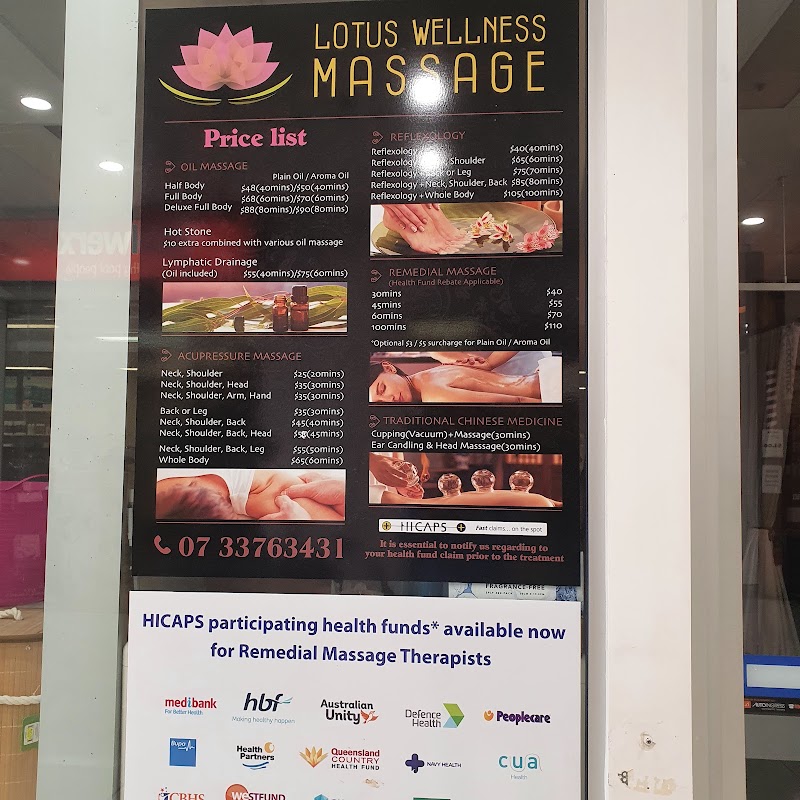 LOTUS WELLNESS
MASSAGE
Price list
OIL MASSAGE
Plain Oil / Aroma Oil
Half Body $48(40mins)/$50(40mins)
Full Body $68(60mins)/$70(60mins)
Deluxe Full Body $88(80mins)/$90(80mins)
Hot Stone
$10 extra combined with various oil massage
Lymphatic Drainage
(Oil included) $55(40mins)/$75(60mins)
ACUPRESSURE MASSAGE
Neck, Shoulder $25(20mins)
Neck, Shoulder, Head $35(30mins)
Neck, Shoulder, Arm, Hand $35(30mins)
Back or Leg $35(30mins)
Neck, Shoulder, Back $45(40mins)
Neck, Shoulder, Back, Head (45mins)
Neck, Shoulder, Back, Leg $55(50mins)
Whole Body $65(60mins)
07 33763431
REFLEXOLOGY
Reflexology $40(40mins)
Reflexology Shoulder $65(60mins)
Reflexology + Back or Leg $75(70mins)
Reflexology +Neck, Shoulder, Back $85(80mins)
Reflexology +Whole Body $105(100mins)
REMEDIAL MASSAGE
(Health Fund Rebate Applicable)
30mins $40
45mins $55
60mins $70
100mins $110
*Optional $3 / $5 surcharge for Plain Oil / Aroma Oil
TRADITIONAL CHINESE MEDICINE
Cupping(Vacuum)+Massage(30mins)
Ear Candling & Head Masssage(30mins)
HICAPS Fast claims... on the spot
It is essential to notify us regarding to
your health fund claim prior to the treatment
FRAGRANCE-FREE
HICAPS participating health funds* available now
for Remedial Massage Therapists
medibank
For Better Health
hbf
Making healthy happen
Australian
Unity
Defence
Health
Peoplecare
Bupa
Health
Partners
Queensland
COUNTRY
HEALTH FUND
NAVY HEALTH
cua
Health
CBHS
WESTFUND